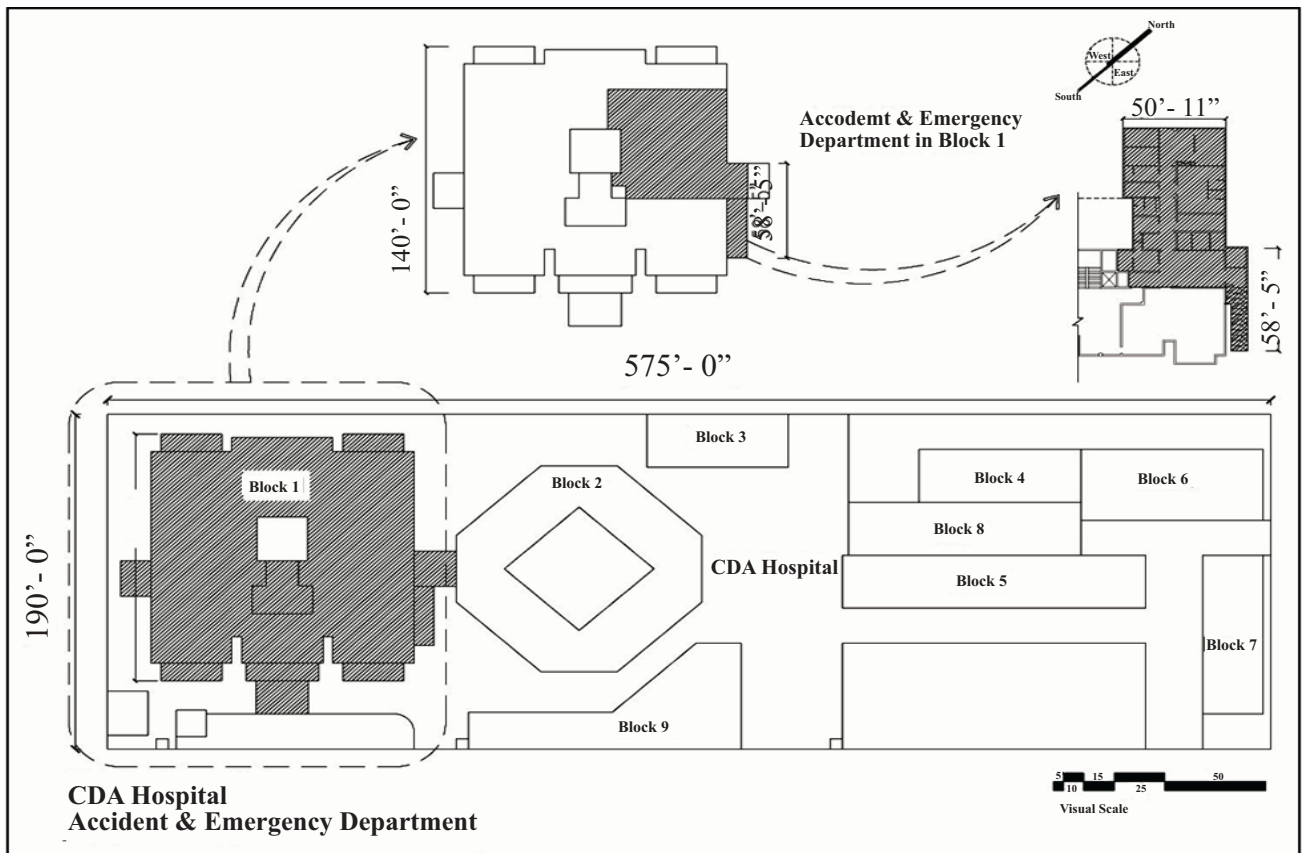 North
West
East
South
Accodemt & Emergency
Department in Block 1
50’- 11”
140’- 0”
58’- 5”
58’- 5”
575’- 0”
190’- 0”
Block 1
Block 2
Block 3
Block 4
Block 6
Block 8
CDA Hospital
Block 5
Block 7
Block 9
5 15 50
10 25
Visual Scale
CDA Hospital
Accident & Emergency Department